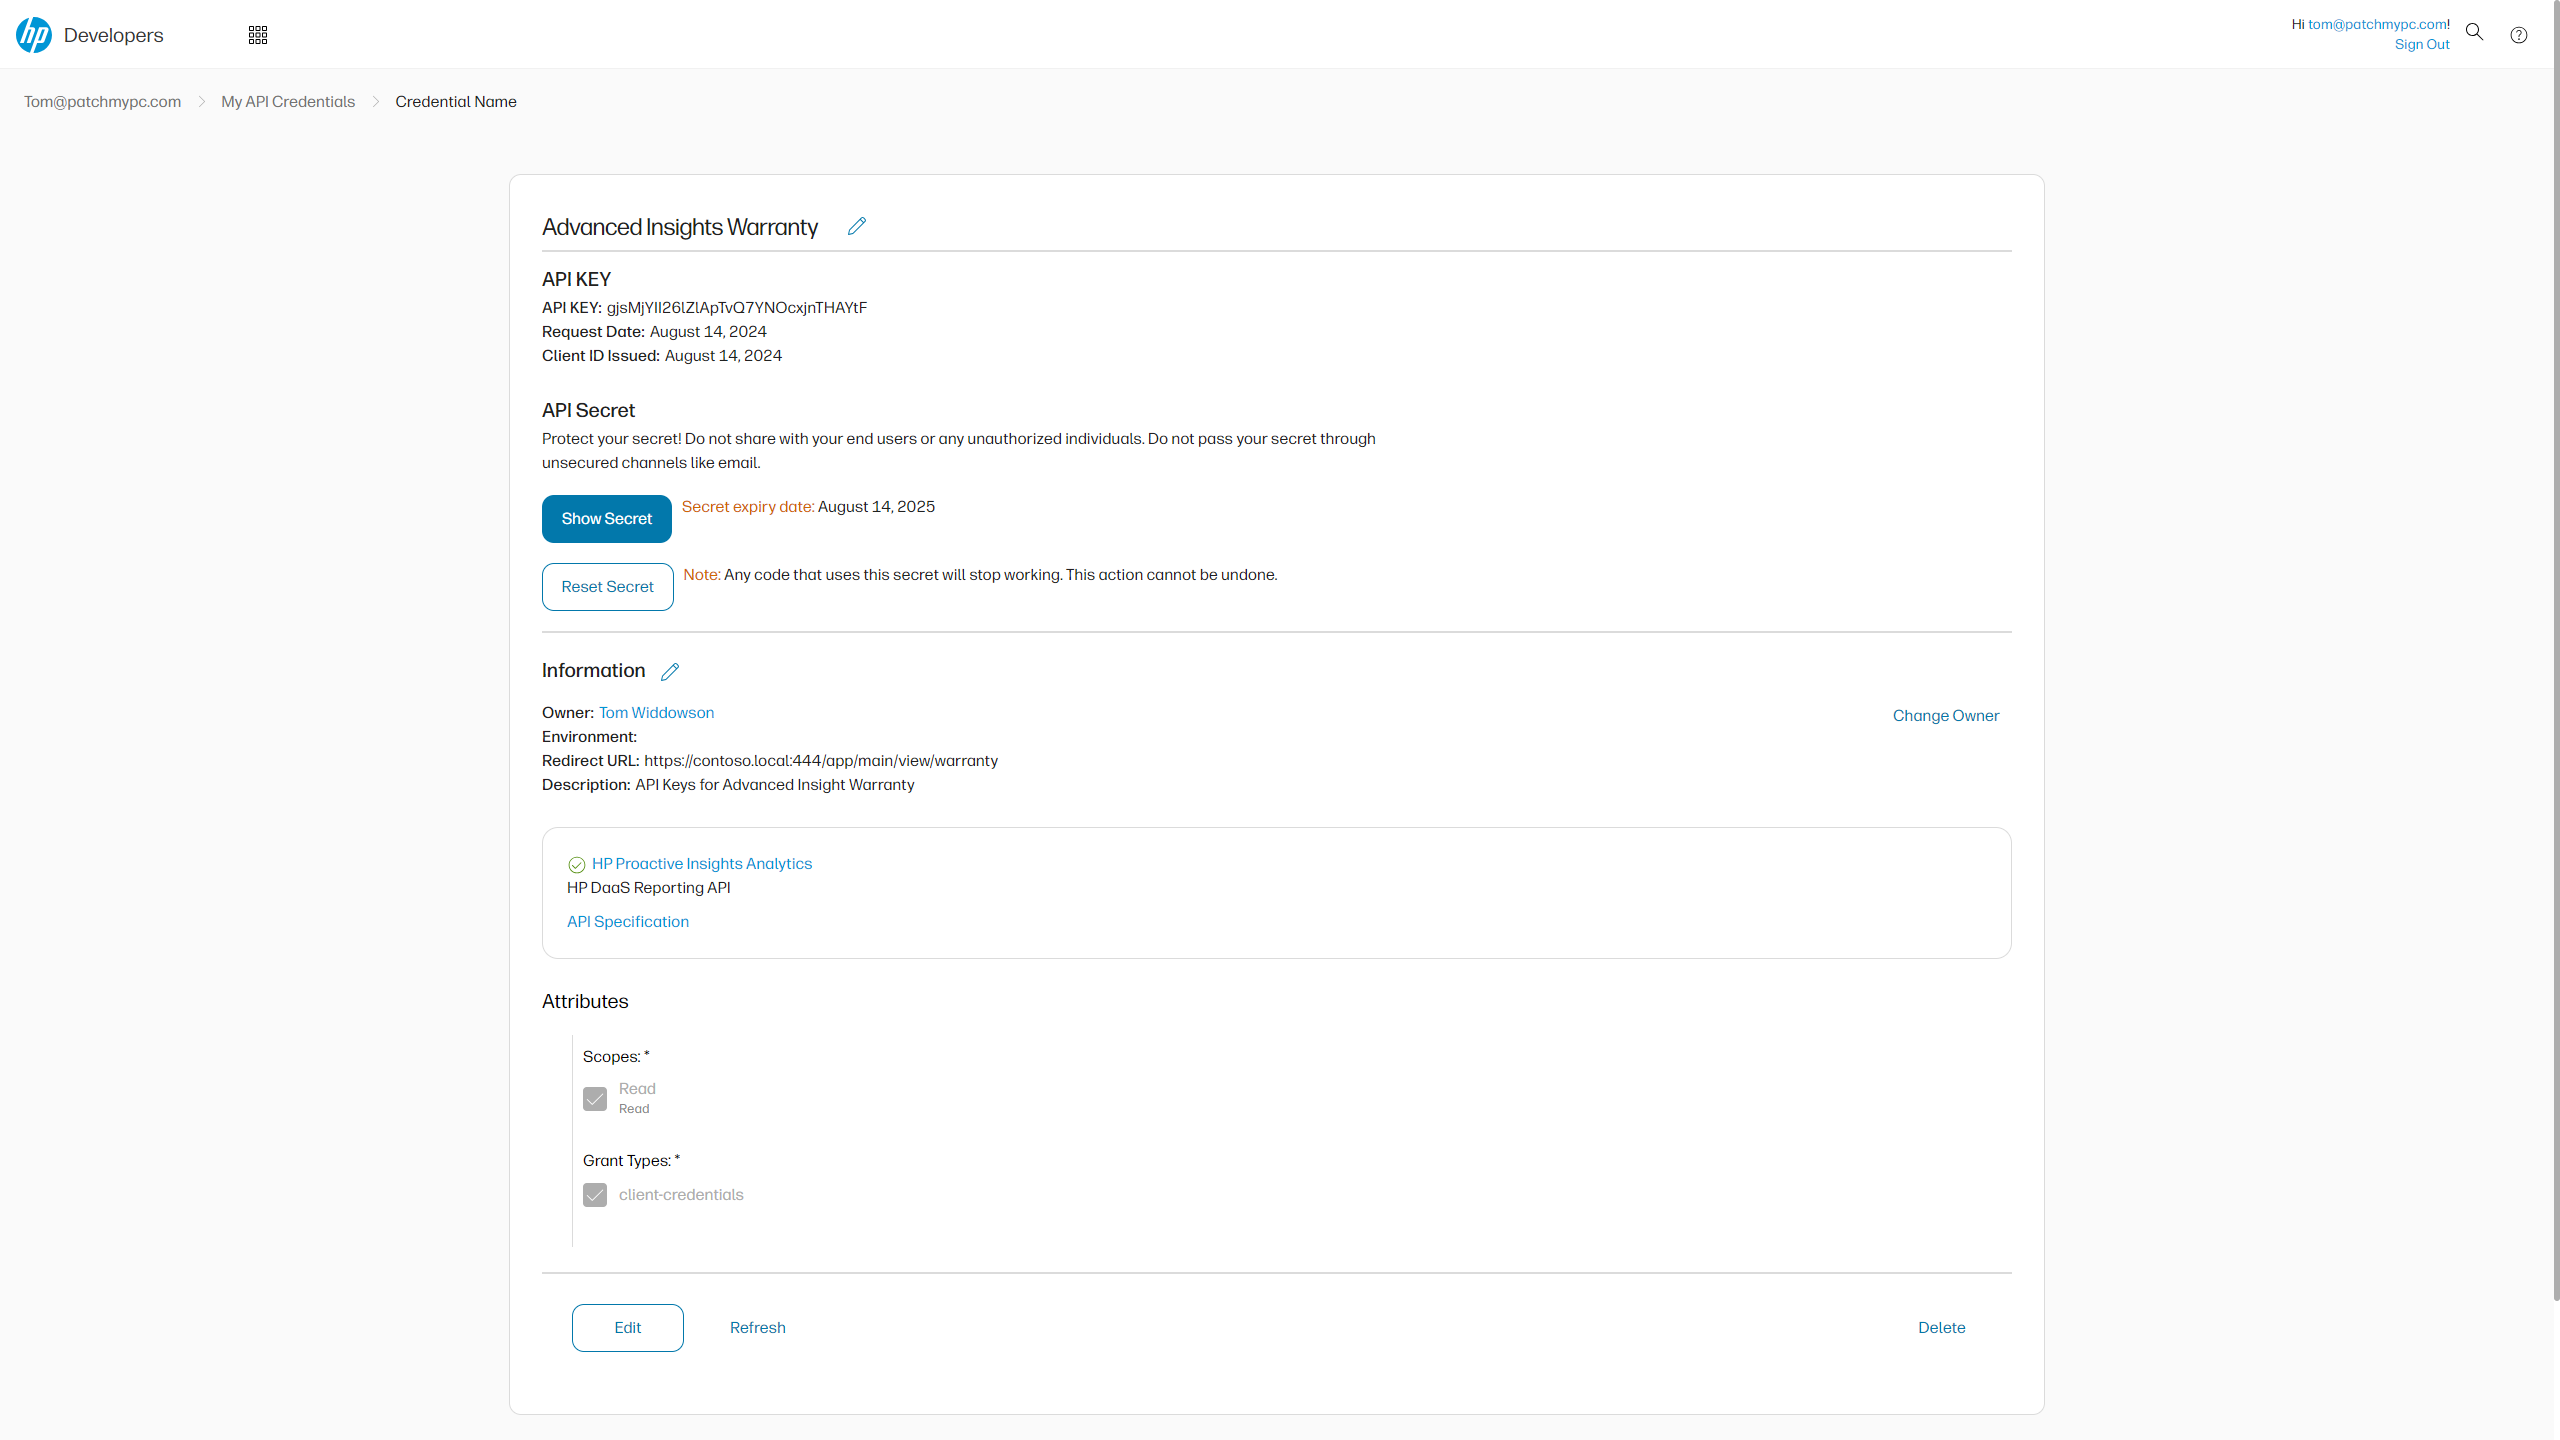 hp Developers
Hi tom@patchmypc.com!
Sign Out
Tom@patchmypc.com > My API Credentials > Credential Name
Advanced Insights Warranty
API KEY
API KEY: gjsMjYII26lZlApTvQ7YNOcxjnTHAYtF
Request Date: August 14, 2024
Client ID Issued: August 14, 2024
API Secret
Protect your secret! Do not share with your end users or any unauthorized individuals. Do not pass your secret through
unsecured channels like email.
Show Secret
Secret expiry date: August 14, 2025
Reset Secret
Note: Any code that uses this secret will stop working. This action cannot be undone.
Information
Owner: Tom Widdowson
Change Owner
Environment:
Redirect URL: https://contoso.local:444/app/main/view/warranty
Description: API Keys for Advanced Insight Warranty
HP Proactive Insights Analytics
HP DaaS Reporting API
API Specification
Attributes
Scopes: *
Read
Read
Grant Types: *
client-credentials
Edit
Refresh
Delete